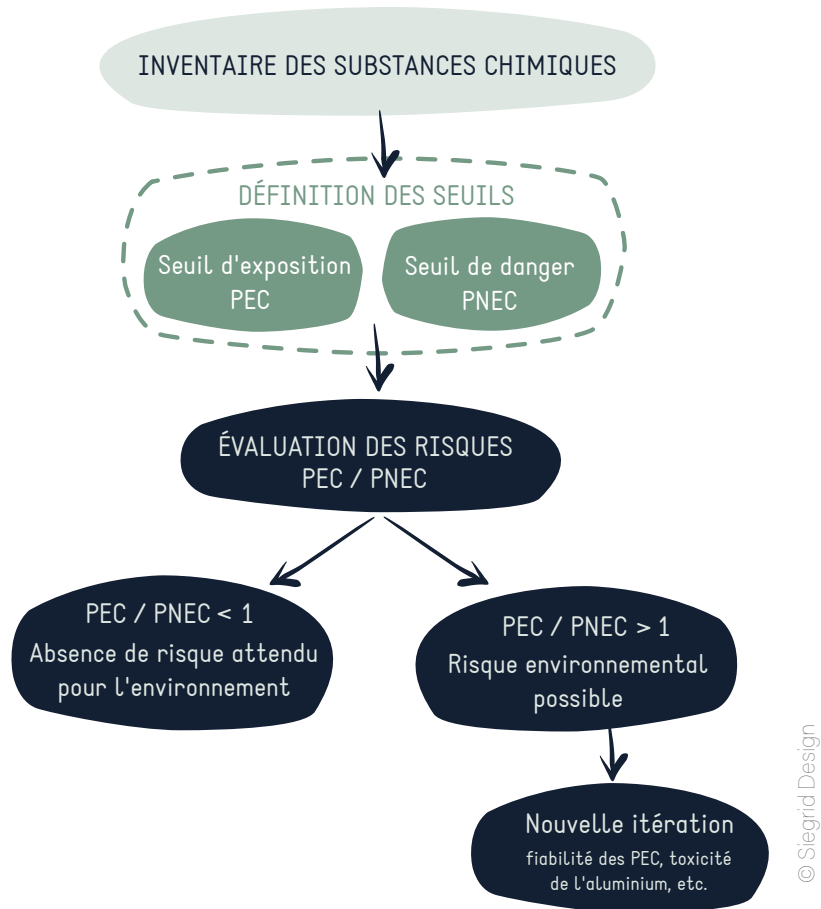 INVENTAIRE DES SUBSTANCES CHIMIQUES
DÉFINITION DES SEUILS
Seuil d'exposition
PEC
Seuil de danger
PNEC
ÉVALUATION DES RISQUES
PEC / PNEC
PEC / PNEC < 1
Absence de risque attendu
pour l'environnement
PEC / PNEC > 1
Risque environnemental
possible
Nouvelle itération
fiabilité des PEC, toxicité
de l'aluminium, etc.
© Siegrid Design